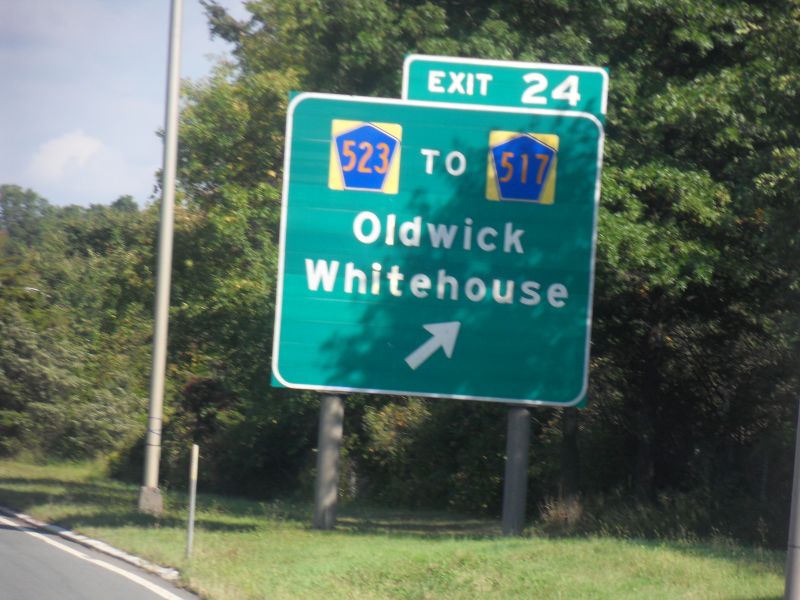 EXIT 24
523 TO 517
Oldwick
Whitehouse